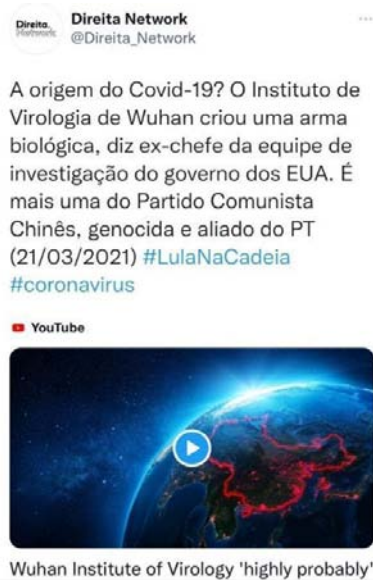 Direita.
Network
Direita Network
@Direita_Network
A origem do Covid-19? O Instituto de
Virologia de Wuhan criou uma arma
biológica, diz ex-chefe da equipe de
investigação do governo dos EUA. É
mais uma do Partido Comunista
Chinês, genocida e aliado do PT
(21/03/2021) #LulaNaCadeia
#coronavirus
YouTube
Wuhan Institute of Virology 'highly probably'